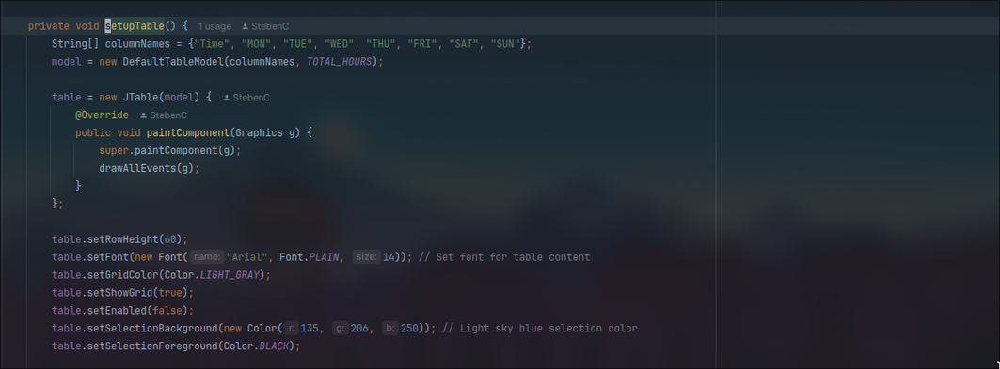 private void setupTable() { 1 usage StebenC
String[] columnNames = {"Time", "MON", "TUE", "WED", "THU", "FRI", "SAT", "SUN"};
model = new DefaultTableModel(columnNames, TOTAL_HOURS);
table = new JTable(model) { StebenC
@Override StebenC
public void paintComponent(Graphics g) {
super.paintComponent(g);
drawAllEvents(g);
}
};
table.setRowHeight(60);
table.setFont(new Font( name: "Arial", Font.PLAIN, size: 14)); // Set font for table content
table.setGridColor(Color.LIGHT_GRAY);
table.setShowGrid(true);
table.setEnabled(false);
table.setSelectionBackground(new Color( r: 135, g: 206, b: 250)); // Light sky blue selection color
table.setSelectionForeground(Color.BLACK);